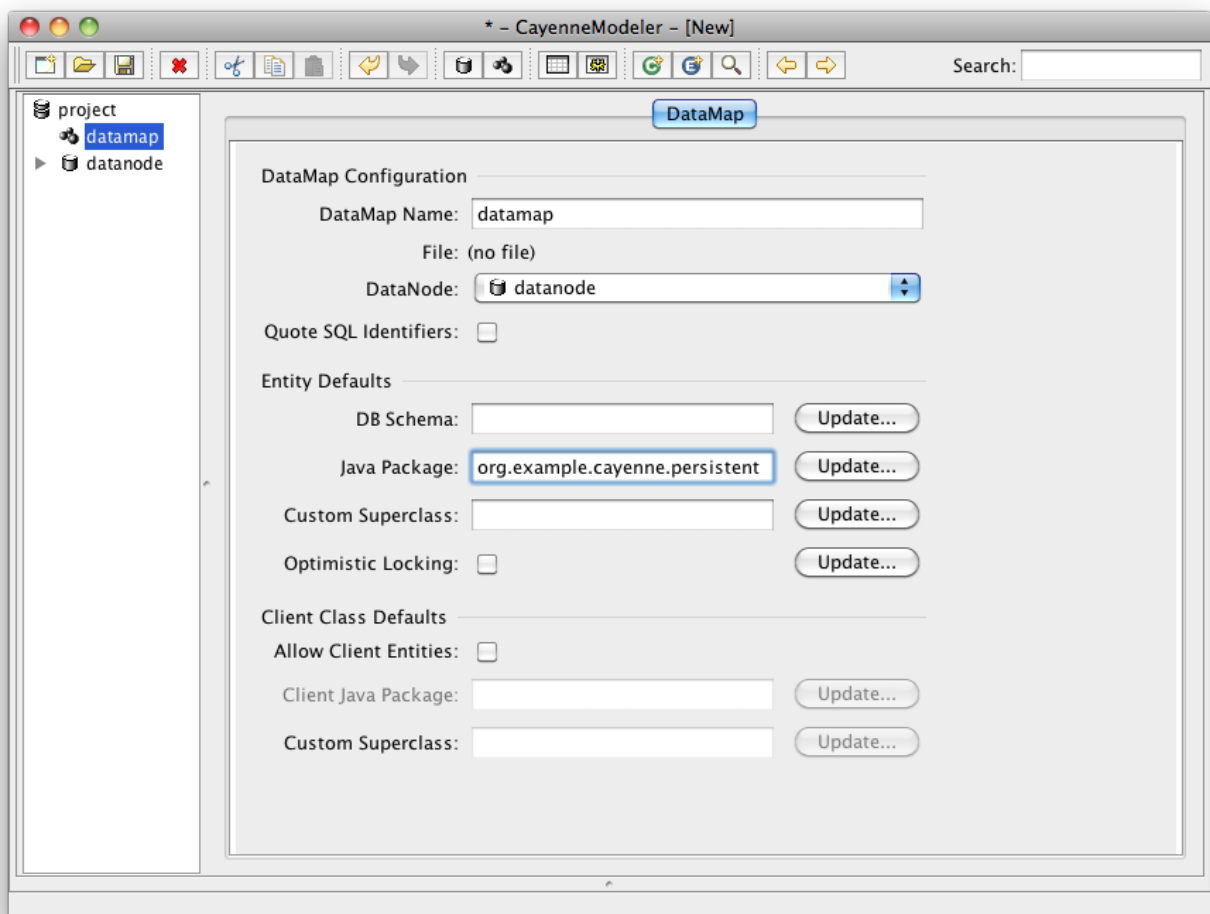 * – CayenneModeler – [New]
Search:
project
datamap
datanode
DataMap
DataMap Configuration
DataMap Name: datamap
File: (no file)
DataNode: datanode
Quote SQL Identifiers:
Entity Defaults
DB Schema: Update...
Java Package: org.example.cayenne.persistent Update...
Custom Superclass: Update...
Optimistic Locking: Update...
Client Class Defaults
Allow Client Entities:
Client Java Package: Update...
Custom Superclass: Update...